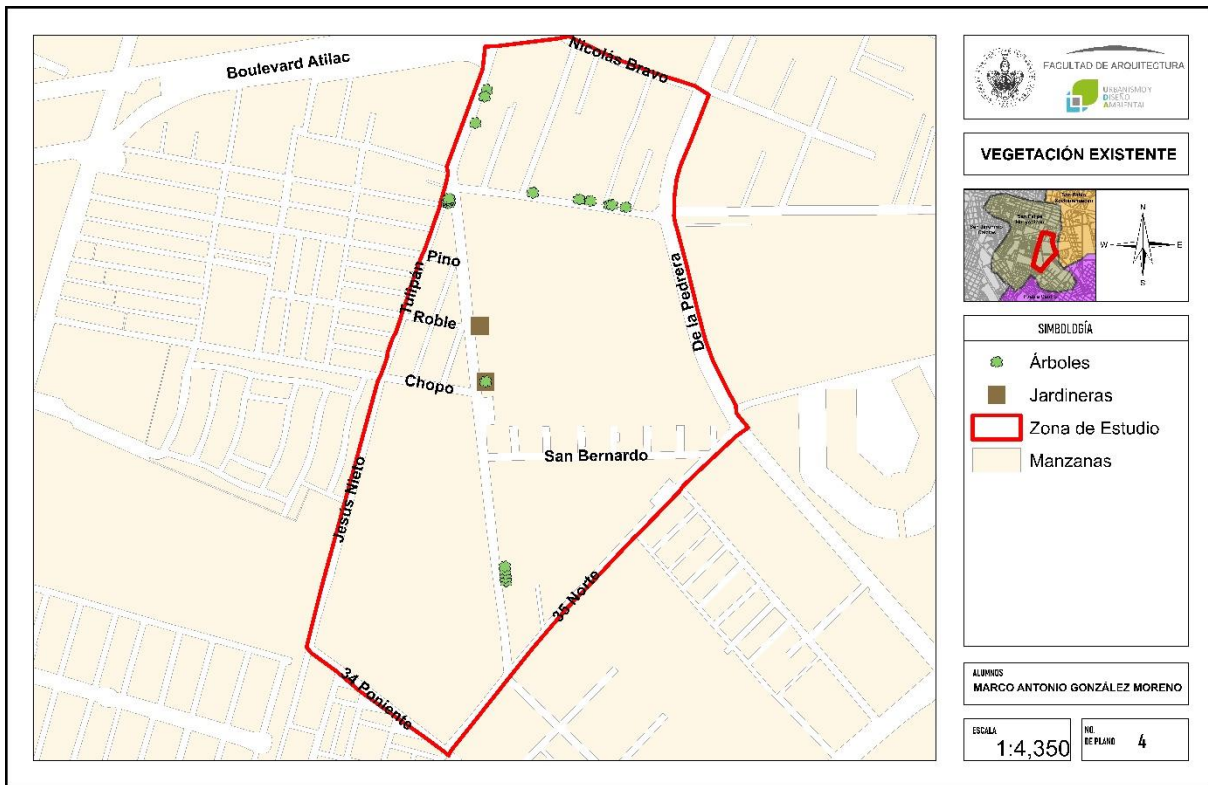 Boulevard Atilac
Nicolás Bravo
Pino
Tulipán
Roble
De la Pedrera
Chopo
San Bernardo
Jesús Nieto
35 Norte
34 Poniente
FACULTAD DE ARQUITECTURA
URBANISMO Y
DISEÑO
AMBIENTAL
VEGETACIÓN EXISTENTE
N
W
E
S
SIMBOLOGÍA
Árboles
Jardineras
Zona de Estudio
Manzanas
ALUMNOS
MARCO ANTONIO GONZÁLEZ MORENO
ESCALA
1:4,350
NO.
DE PLANO 4